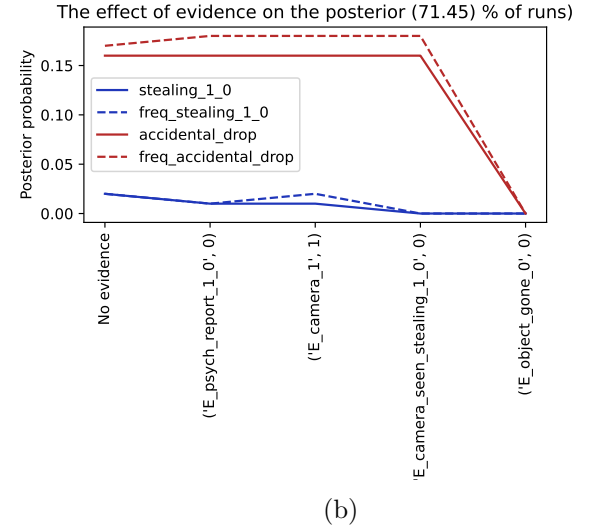 The effect of evidence on the posterior (71.45) % of runs)
Posterior probability
0.15
0.10
0.05
0.00
stealing_1_0
freq_stealing_1_0
accidental_drop
freq_accidental_drop
No evidence
('E_psych_report_1_0', 0)
('E_camera_1', 1)
'E_camera_seen_stealing_1_0', 0)
('E_object_gone_0', 0)
(b)